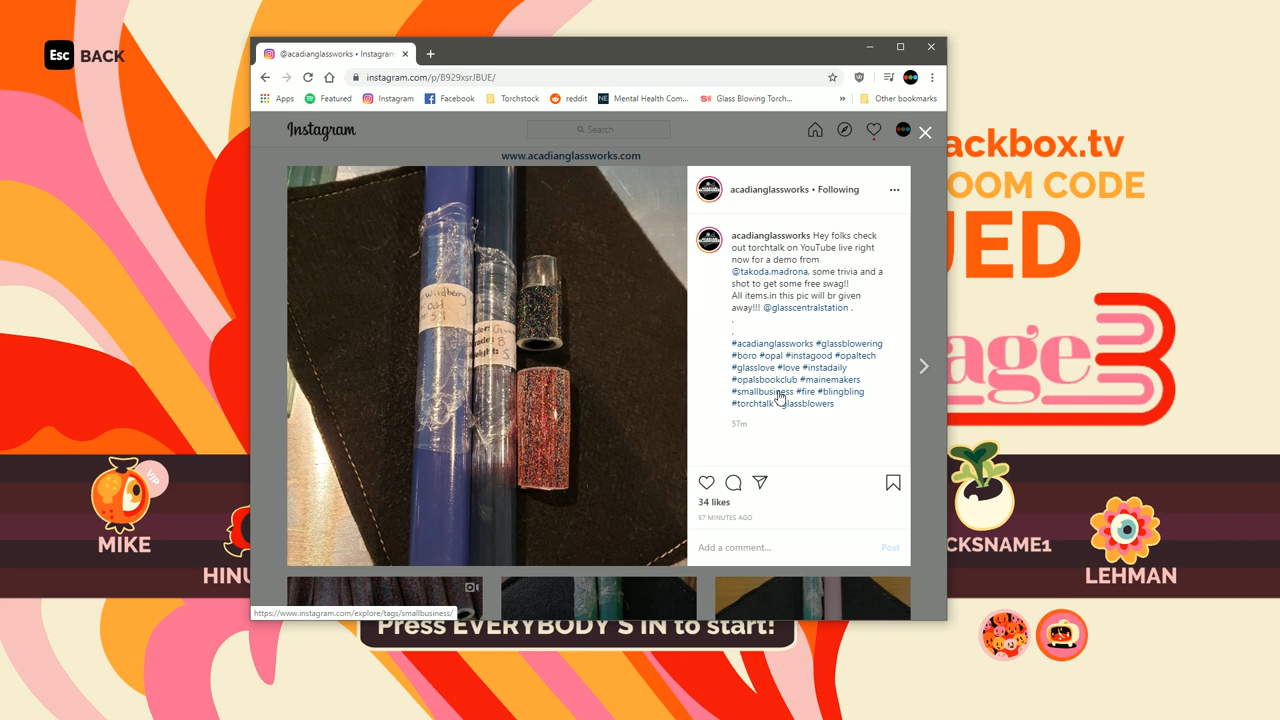 Esc BACK
@acadianglassworks • Instagram
instagram.com/p/B929xsrJBUE/
Apps Featured Instagram Facebook Torchstock reddit Mental Health Com... Glass Blowing Torch... Other bookmarks
Instagram
Search
www.acadianglassworks.com
acadianglassworks • Following
acadianglassworks Hey folks check
out torchtalk on YouTube live right
now for a demo from
@takoda.madrona, some trivia and a
shot to get some free swag!!
All items.in this pic will br given
away!!! @glasscentralstation .
.
.
#acadianglassworks #glassblowering
#boro #opal #instagood #opaltech
#glasslove #love #instadaily
#opalsbookclub #mainemakers
#smallbusiness #fire #blingbling
#torchtalk glassblowers
57m
34 likes
57 MINUTES AGO
Add a comment... Post
Wildberry
https://www.instagram.com/explore/tags/smallbusiness/
ackbox.tv
OOM CODE
JED
age 3
VIP
MIKE
HINU
CKSNAME1
LEHMAN
Press EVERYBODY'S IN to start!